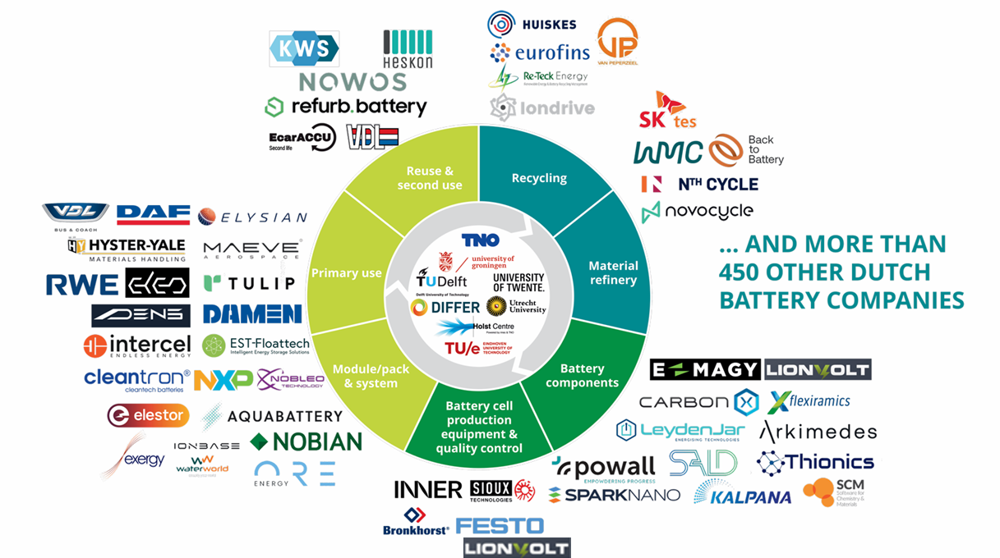 KWS
HESKON
NOWOS
refurb.battery
EcarACCU
Second life
VDL
HUISKES
eurofins
Re-Teck Energy
Iondrive
VP
VAN PEPERZEEL
SK tes
WMC
Back
to
Battery
NTH CYCLE
novocycle
... AND MORE THAN
450 OTHER DUTCH
BATTERY COMPANIES
Reuse &
second use
Recycling
Primary use
Material
refinery
Module/pack
& system
Battery
components
Battery cell
production
equipment &
quality control
TNO
university of
groningen
TUDelft
Delft University of Technology
UNIVERSITY
OF TWENTE.
DIFFER
Utrecht
University
Holst Centre
Powered by imec & TNO
TU/e
EINDHOVEN
UNIVERSITY OF
TECHNOLOGY
VDL
BUS & COACH
DAF
ELYSIAN
HY
HYSTER-YALE
MATERIALS HANDLING
MAEVE
AEROSPACE
RWE
eleo
TULIP
DENS
DAMEN
intercel
ENDLESS ENERGY
EST-Floattech
Intelligent Energy Storage Solutions
cleantron®
cleantech batteries
NXP
NOBLEO
TECHNOLOGY
elestor
AQUABATTERY
exergy
IONBASE
waterworld
NOBIAN
ORE
ENERGY
E-MAGY
LIONVOLT
CARBON X
flexiramics
LeydenJar
ENERGISING TECHNOLOGIES
Arkimedes
powall
EMPOWERING PROGRESS
SALD
Thionics
SPARKNANO
KALPANA
SCM
Software for
Chemistry &
Materials
INNER
SIOUX
TECHNOLOGIES
Bronkhorst®
FESTO
LIONVOLT